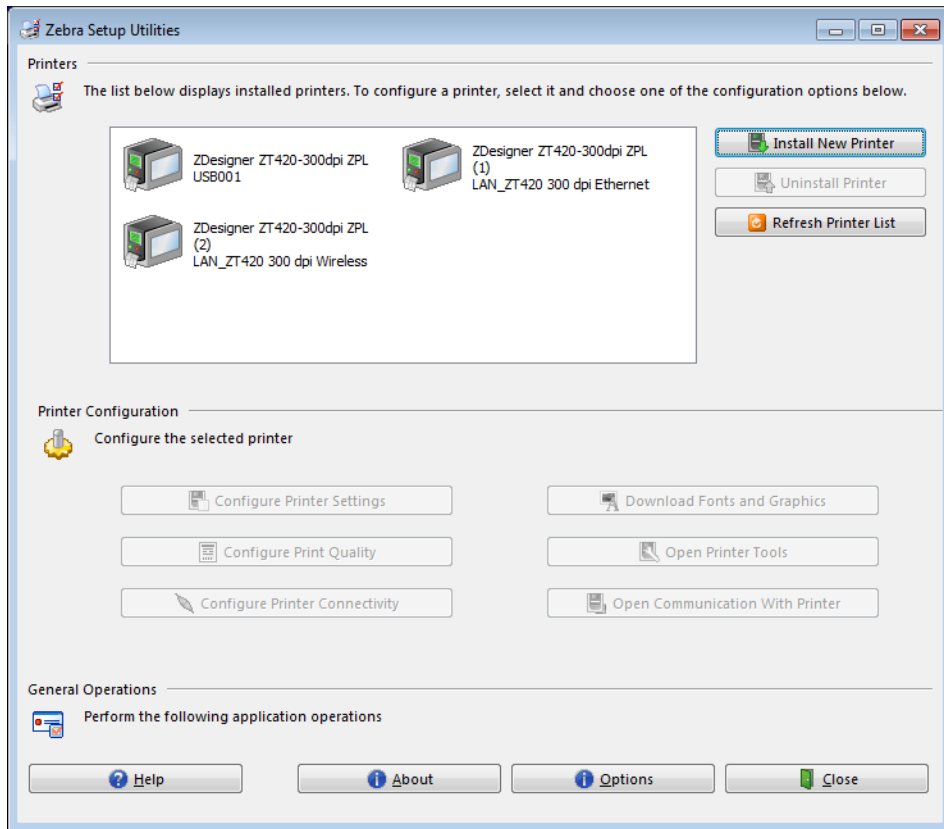 Zebra Setup Utilities
Printers
The list below displays installed printers. To configure a printer, select it and choose one of the configuration options below.
ZDesigner ZT420-300dpi ZPL
USB001
ZDesigner ZT420-300dpi ZPL
(1)
LAN_ZT420 300 dpi Ethernet
ZDesigner ZT420-300dpi ZPL
(2)
LAN_ZT420 300 dpi Wireless
Install New Printer
Uninstall Printer
Refresh Printer List
Printer Configuration
Configure the selected printer
Configure Printer Settings
Download Fonts and Graphics
Configure Print Quality
Open Printer Tools
Configure Printer Connectivity
Open Communication With Printer
General Operations
Perform the following application operations
Help
About
Options
Close